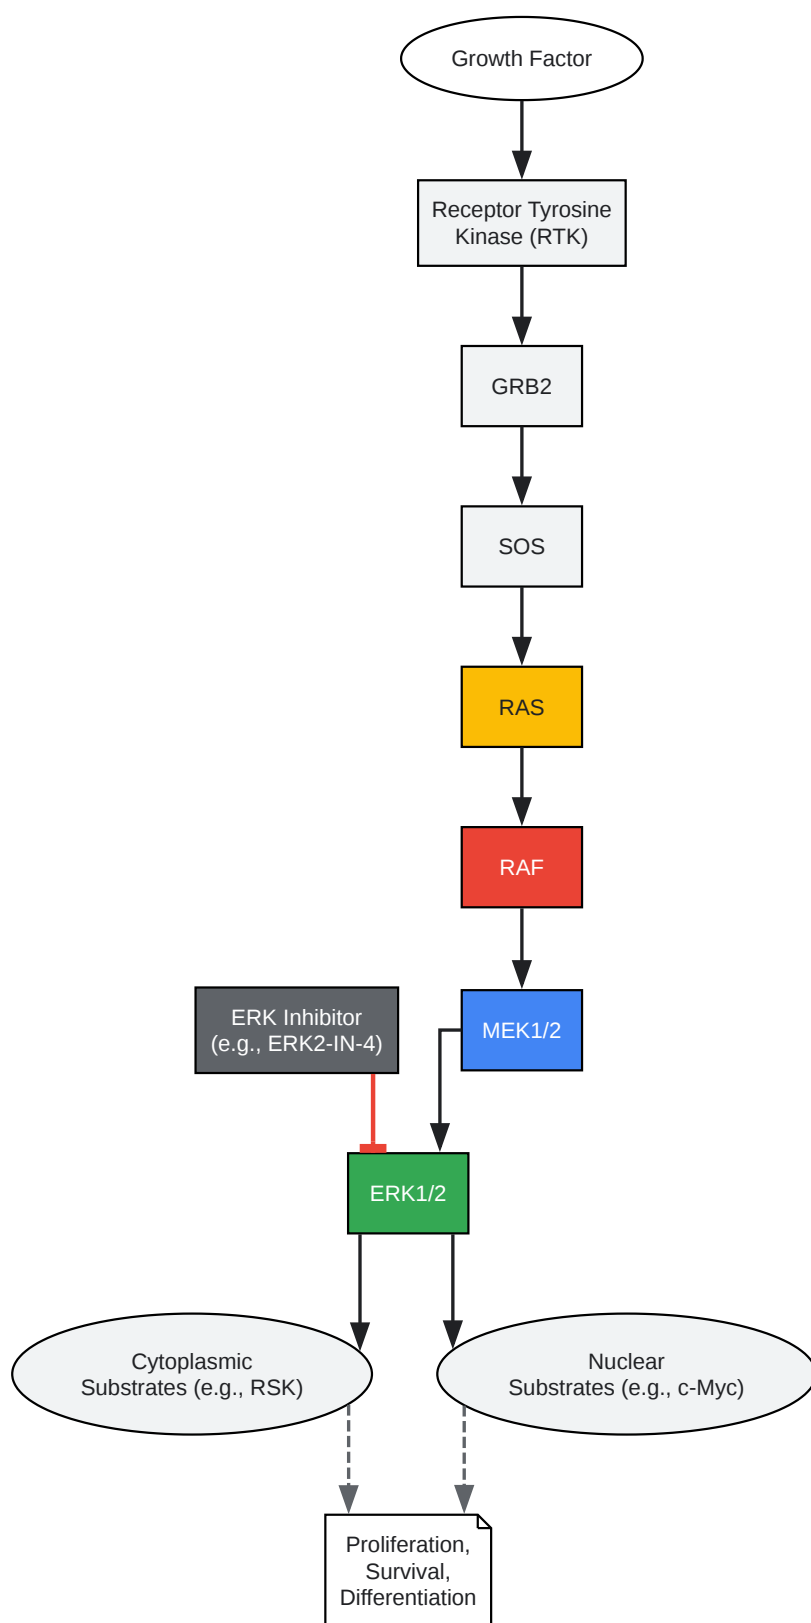 Growth Factor
Receptor Tyrosine
Kinase (RTK)
GRB2
SOS
RAS
RAF
ERK Inhibitor
(e.g., ERK2-IN-4)
MEK1/2
ERK1/2
Cytoplasmic
Substrates (e.g., RSK)
Nuclear
Substrates (e.g., c-Myc)
Proliferation,
Survival,
Differentiation